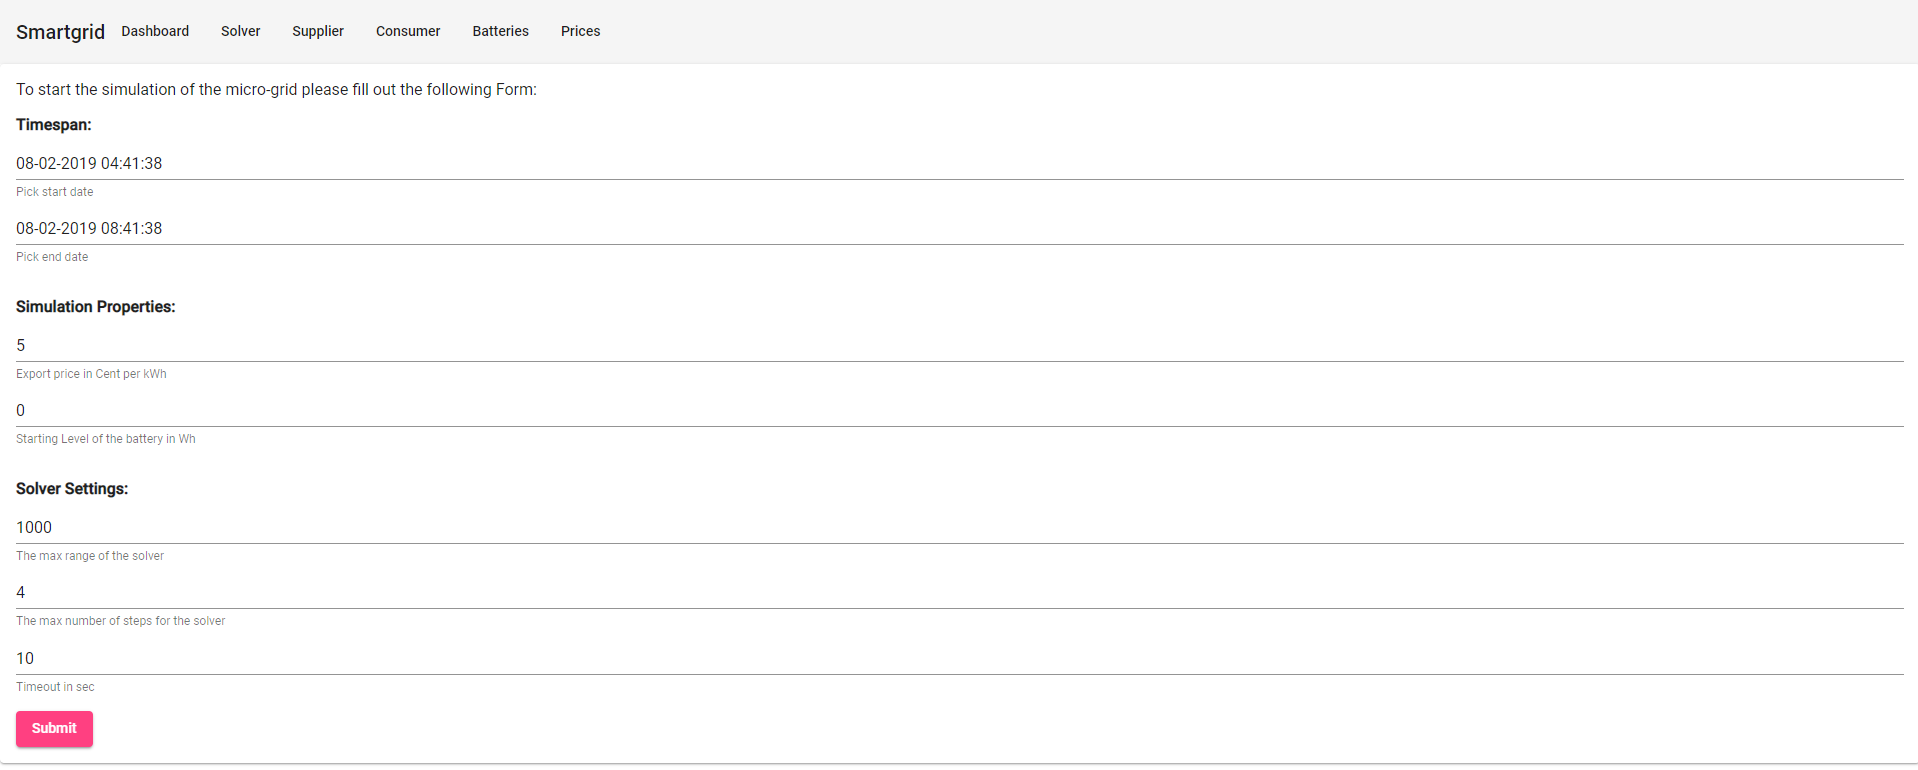 Smartgrid Dashboard Solver Supplier Consumer Batteries Prices
To start the simulation of the micro-grid please fill out the following Form:
Timespan:
08-02-2019 04:41:38
Pick start date
08-02-2019 08:41:38
Pick end date
Simulation Properties:
5
Export price in Cent per kWh
0
Starting Level of the battery in Wh
Solver Settings:
1000
The max range of the solver
4
The max number of steps for the solver
10
Timeout in sec
Submit